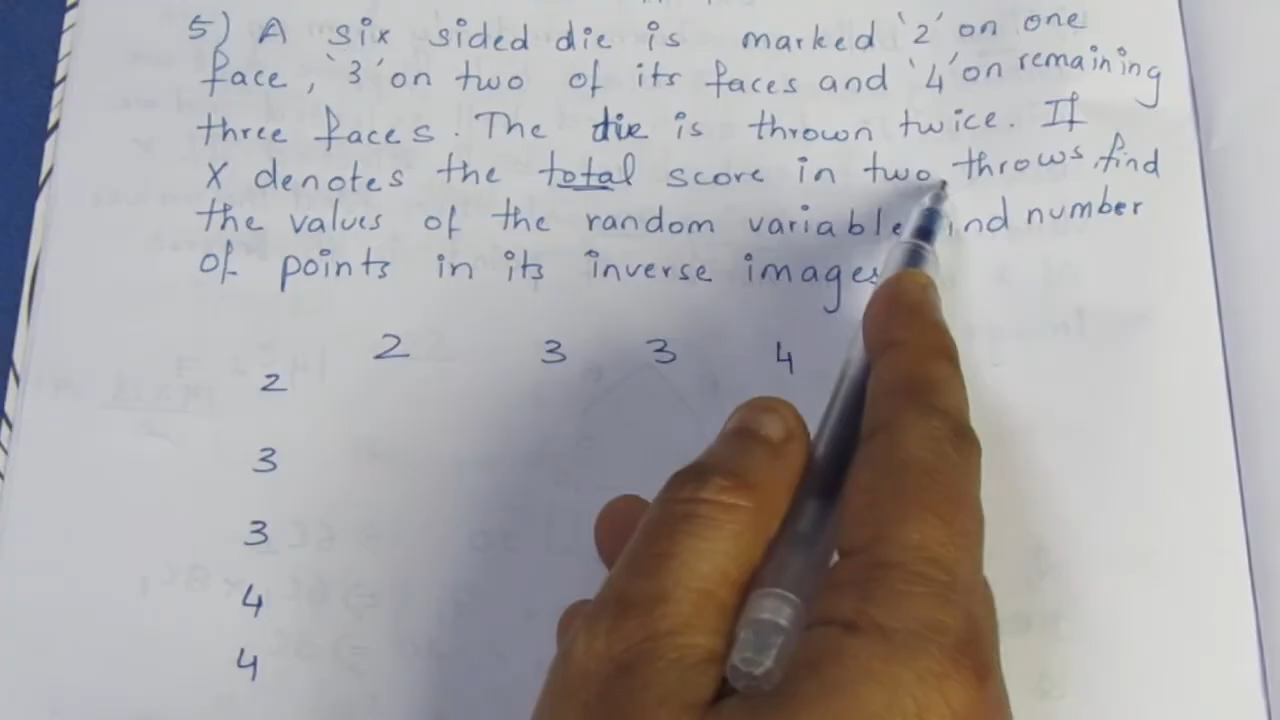 5) A six sided die is marked '2' on one
face, '3' on two of its faces and '4' on remaining
three faces. The die is thrown twice. If
X denotes the total score in two throws, find
the values of the random variable and number
of points in its inverse images
2 3 3 4
2
3
3
4
4